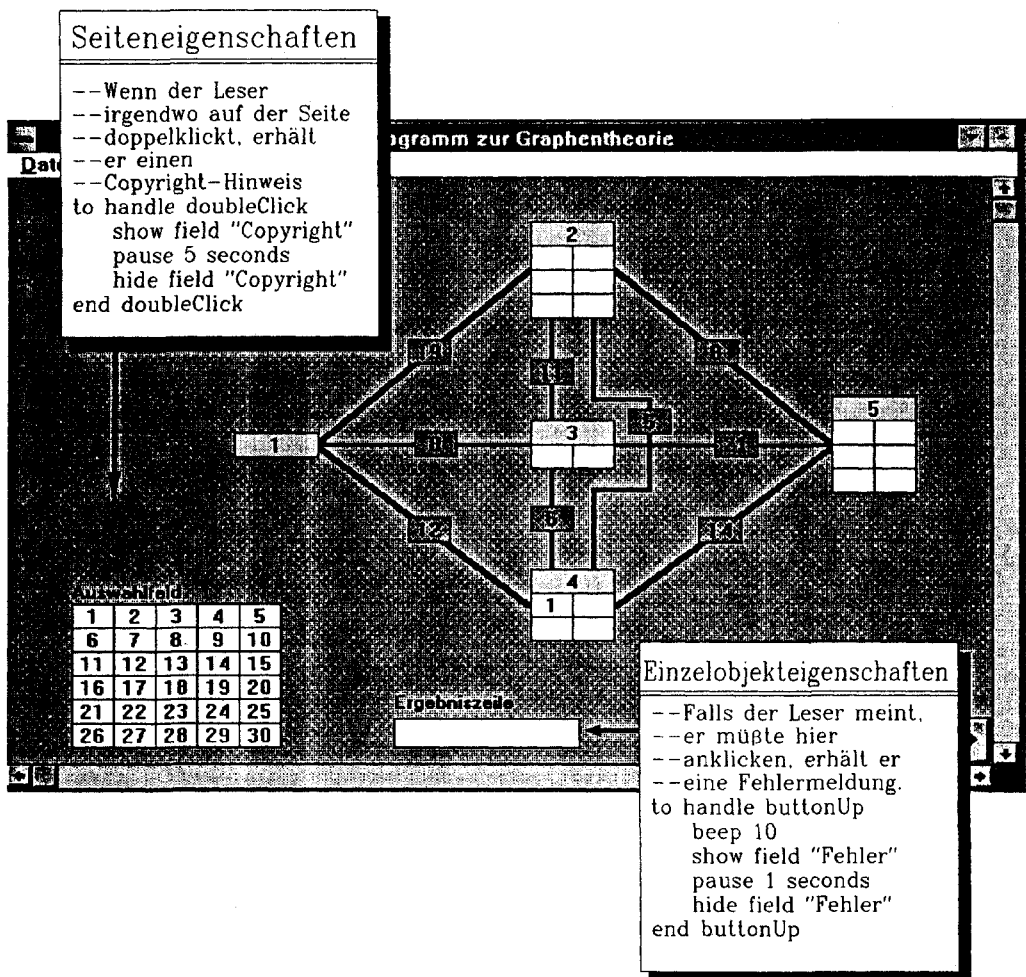 Seiteneigenschaften
--Wenn der Leser
--irgendwo auf der Seite
--doppelklickt, erhält
--er einen
--Copyright-Hinweis
to handle doubleClick
show field "Copyright"
pause 5 seconds
hide field "Copyright"
end doubleClick
ogramm zur Graphentheorie
Date
2
1
3
5
6
12
4
1
Auswahlfeld
1 2 3 4 5
6 7 8 9 10
11 12 13 14 15
16 17 18 19 20
21 22 23 24 25
26 27 28 29 30
Ergebniszeile
Einzelobjekteigenschaften
--Falls der Leser meint,
--er müßte hier
--anklicken, erhält er
--eine Fehlermeldung.
to handle buttonUp
beep 10
show field "Fehler"
pause 1 seconds
hide field "Fehler"
end buttonUp